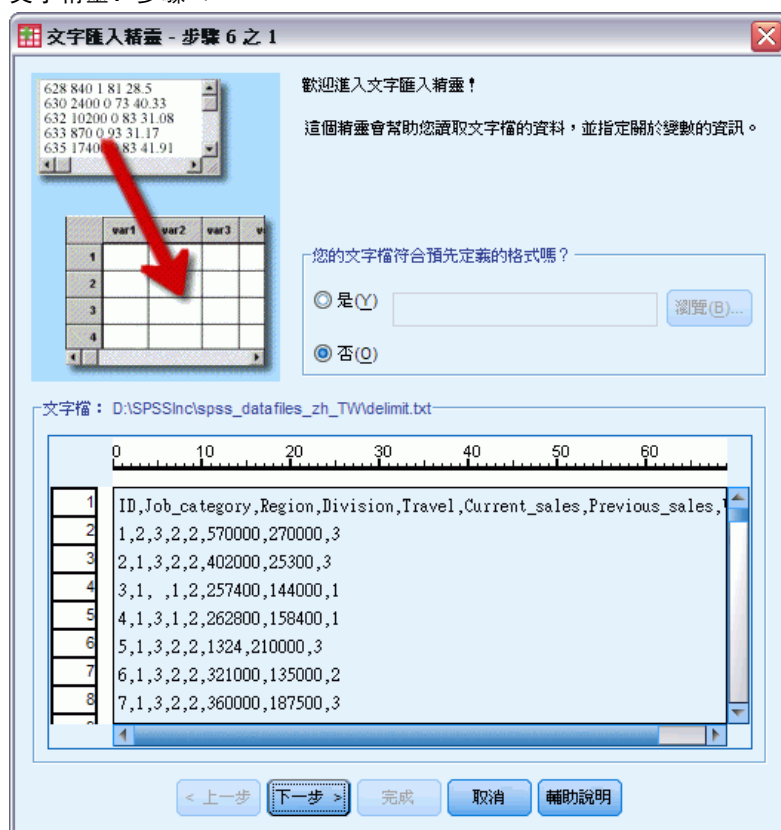 文字匯入精靈 - 步驟 6 之 1
628 840 1 81 28.5
630 2400 0 73 40.33
632 10200 0 83 31.08
633 870 0 93 31.17
635 17400 83 41.91
var1 var2 var3
1
2
3
4
歡迎進入文字匯入精靈!
這個精靈會幫助您讀取文字檔的資料,並指定關於變數的資訊。
您的文字檔符合預先定義的格式嗎?
是(Y)
瀏覽(B)...
否(O)
文字檔: D:\SPSSInc\spss_datafiles_zh_TW\delimit.txt
0 10 20 30 40 50 60
1 ID,Job_category,Region,Division,Travel,Current_sales,Previous_sales,
2 1,2,3,2,2,570000,270000,3
3 2,1,3,2,2,402000,25300,3
4 3,1, ,1,2,257400,144000,1
5 4,1,3,1,2,262800,158400,1
6 5,1,3,2,2,1324,210000,3
7 6,1,3,2,2,321000,135000,2
8 7,1,3,2,2,360000,187500,3
< 上一步 下一步 > 完成 取消 輔助說明